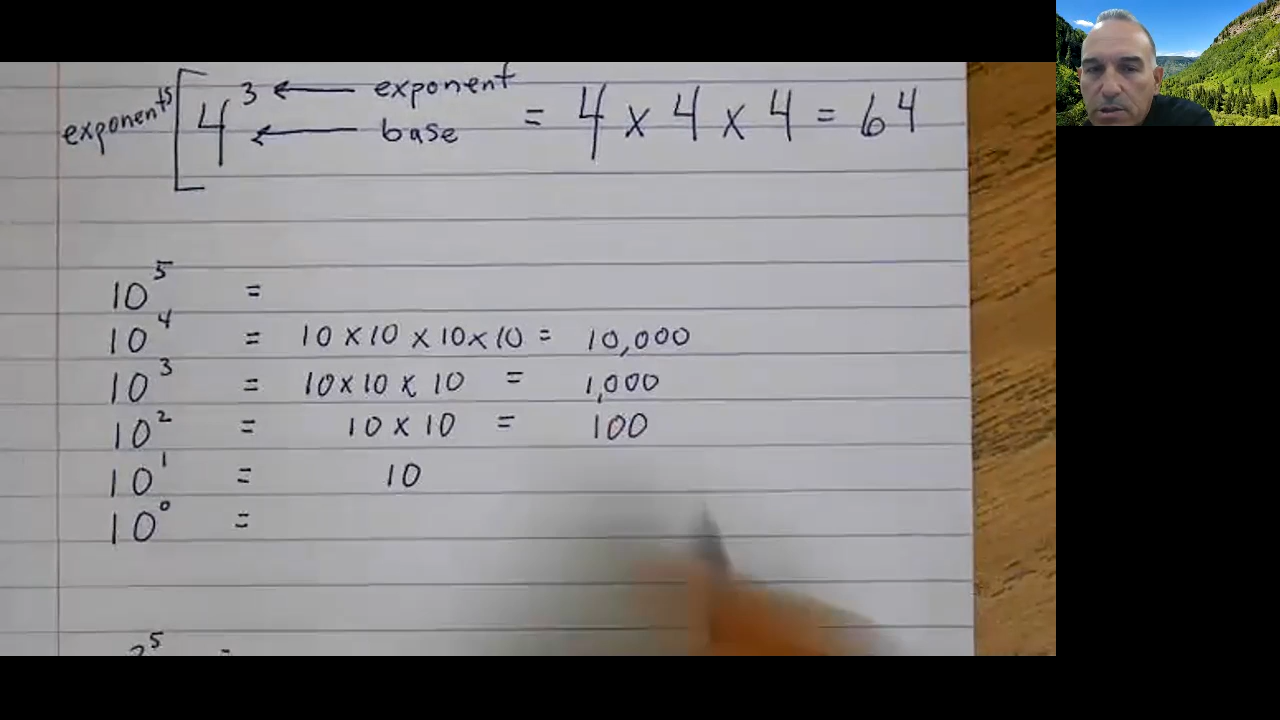 exponents [ 4³ ← exponent
← base = 4 x 4 x 4 = 64
10⁵ =
10⁴ = 10 x 10 x 10 x 10 = 10,000
10³ = 10 x 10 x 10 = 1,000
10² = 10 x 10 = 100
10¹ = 10
10⁰ =